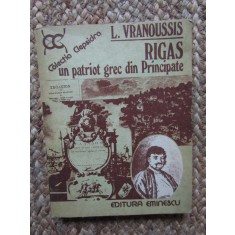 L. VRANOUSSIS
Colecția Clepsidra
RIGAS
un patriot grec din Principate
EDITURA EMINESCU